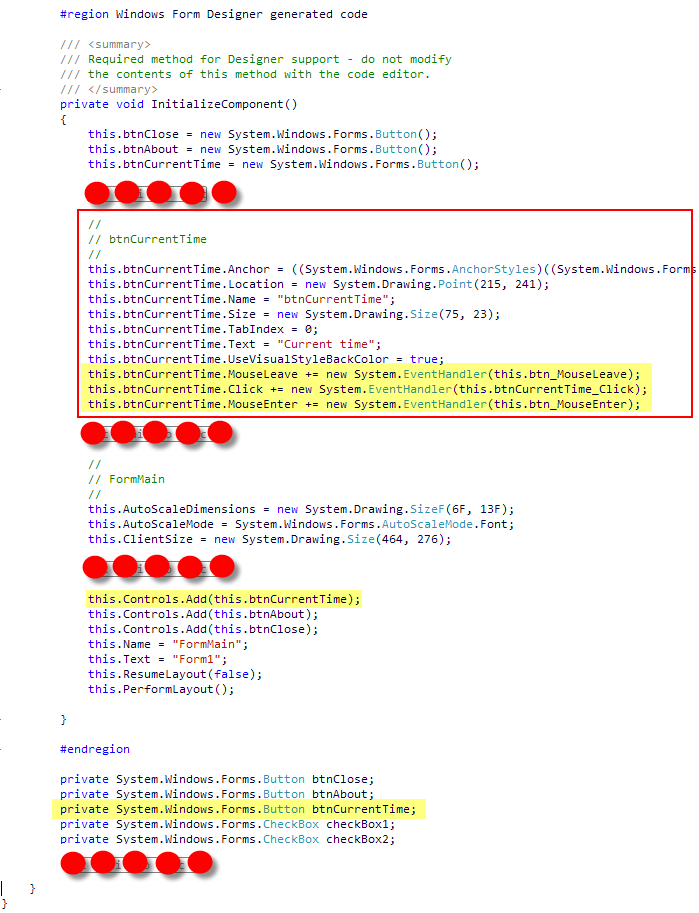 #region Windows Form Designer generated code
/// <summary>
/// Required method for Designer support - do not modify
/// the contents of this method with the code editor.
/// </summary>
private void InitializeComponent()
{
this.btnClose = new System.Windows.Forms.Button();
this.btnAbout = new System.Windows.Forms.Button();
this.btnCurrentTime = new System.Windows.Forms.Button();
//
// btnCurrentTime
//
this.btnCurrentTime.Anchor = ((System.Windows.Forms.AnchorStyles)((System.Windows.Forms
this.btnCurrentTime.Location = new System.Drawing.Point(215, 241);
this.btnCurrentTime.Name = "btnCurrentTime";
this.btnCurrentTime.Size = new System.Drawing.Size(75, 23);
this.btnCurrentTime.TabIndex = 0;
this.btnCurrentTime.Text = "Current time";
this.btnCurrentTime.UseVisualStyleBackColor = true;
this.btnCurrentTime.MouseLeave += new System.EventHandler(this.btn_MouseLeave);
this.btnCurrentTime.Click += new System.EventHandler(this.btnCurrentTime_Click);
this.btnCurrentTime.MouseEnter += new System.EventHandler(this.btn_MouseEnter);
//
// FormMain
//
this.AutoScaleDimensions = new System.Drawing.SizeF(6F, 13F);
this.AutoScaleMode = System.Windows.Forms.AutoScaleMode.Font;
this.ClientSize = new System.Drawing.Size(464, 276);
this.Controls.Add(this.btnCurrentTime);
this.Controls.Add(this.btnAbout);
this.Controls.Add(this.btnClose);
this.Name = "FormMain";
this.Text = "Form1";
this.ResumeLayout(false);
this.PerformLayout();
}
#endregion
private System.Windows.Forms.Button btnClose;
private System.Windows.Forms.Button btnAbout;
private System.Windows.Forms.Button btnCurrentTime;
private System.Windows.Forms.CheckBox checkBox1;
private System.Windows.Forms.CheckBox checkBox2;
}
}